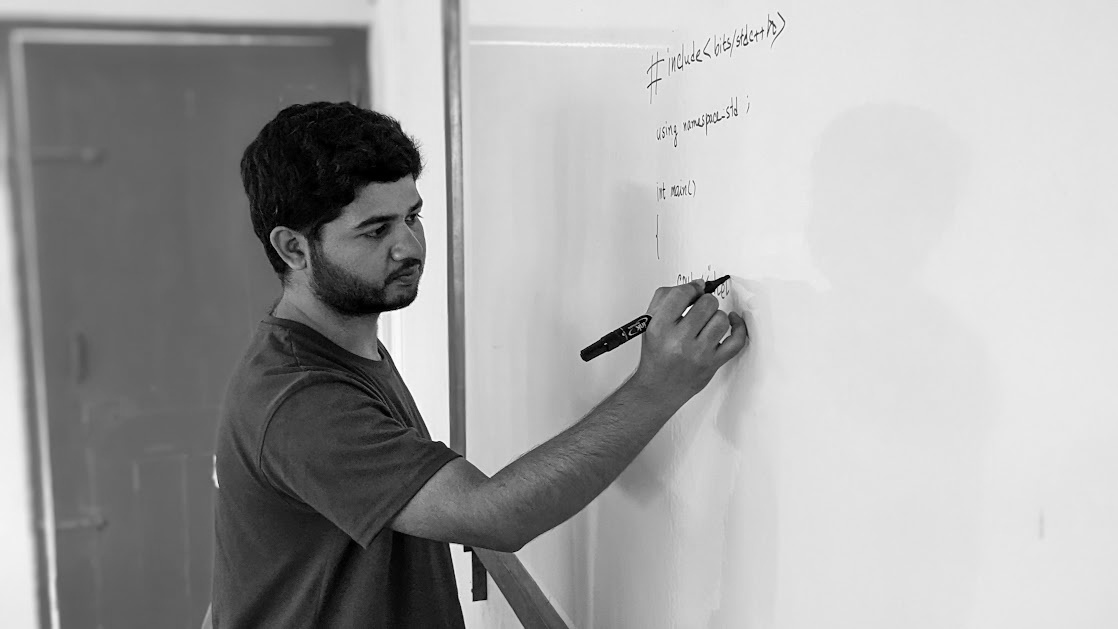 #include<bits/stdc++.h>
using namespace std ;
int main()
{